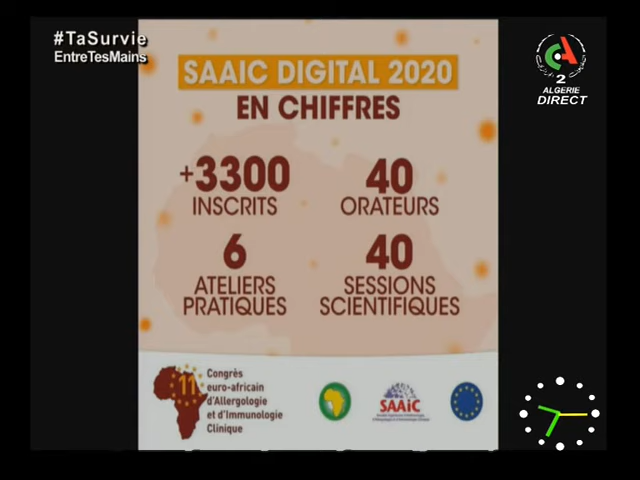 #TaSurvie
EntreTesMains
2
ALGERIE
DIRECT
SAAIC DIGITAL 2020
EN CHIFFRES
+3300
INSCRITS
40
ORATEURS
6
ATELIERS
PRATIQUES
40
SESSIONS
SCIENTIFIQUES
11
Congrès
euro-africain
d'Allergologie
et d'Immunologie
Clinique
SAAIC